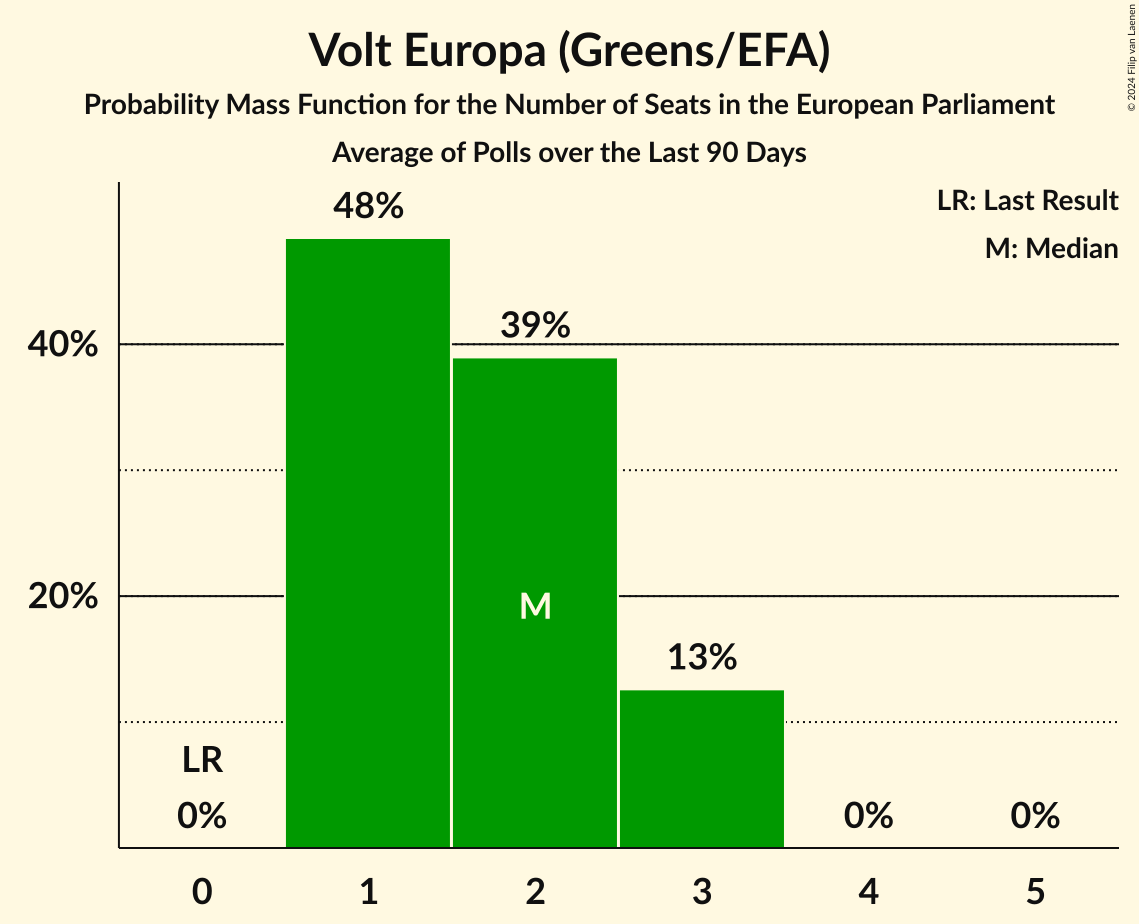 Volt Europa (Greens/EFA)
Probability Mass Function for the Number of Seats in the European Parliament
Average of Polls over the Last 90 Days
© 2024 Filip van Laenen
LR: Last Result
M: Median
48%
39%
40%
20%
M
13%
LR
0%
0%
0%
0
1
2
3
4
5